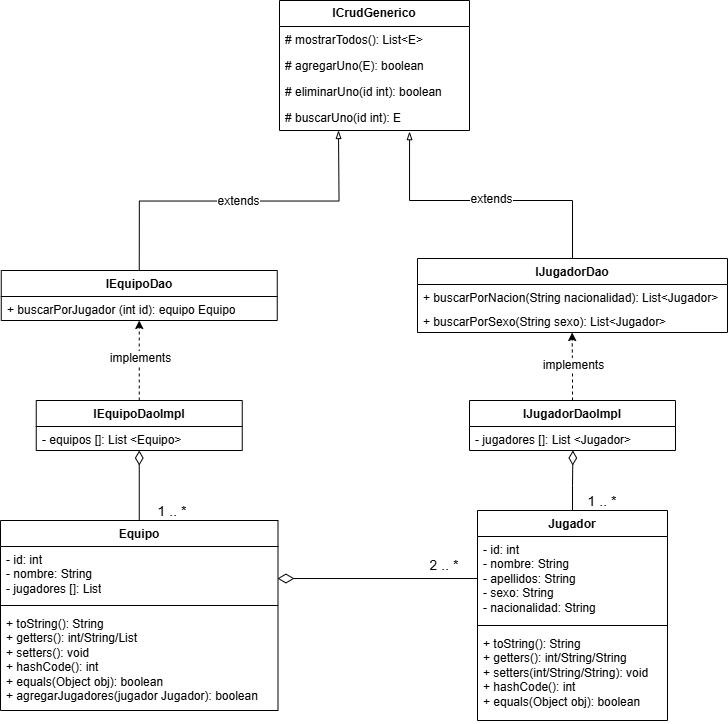 ICrudGenerico
# mostrarTodos(): List<E>
# agregarUno(E): boolean
# eliminarUno(id int): boolean
# buscarUno(id int): E
extends
extends
IEquipoDao
+ buscarPorJugador (int id): equipo Equipo
IJugadorDao
+ buscarPorNacion(String nacionalidad): List<Jugador>
+ buscarPorSexo(String sexo): List<Jugador>
implements
implements
IEquipoDaoImpl
- equipos []: List <Equipo>
IJugadorDaoImpl
- jugadores []: List <Jugador>
1 .. *
1 .. *
Equipo
- id: int
- nombre: String
- jugadores []: List
+ toString(): String
+ getters(): int/String/List
+ setters(): void
+ hashCode(): int
+ equals(Object obj): boolean
+ agregarJugadores(jugador Jugador): boolean
2 .. *
Jugador
- id: int
- nombre: String
- apellidos: String
- sexo: String
- nacionalidad: String
+ toString(): String
+ getters(): int/String/String
+ setters(int/String/String): void
+ hashCode(): int
+ equals(Object obj): boolean